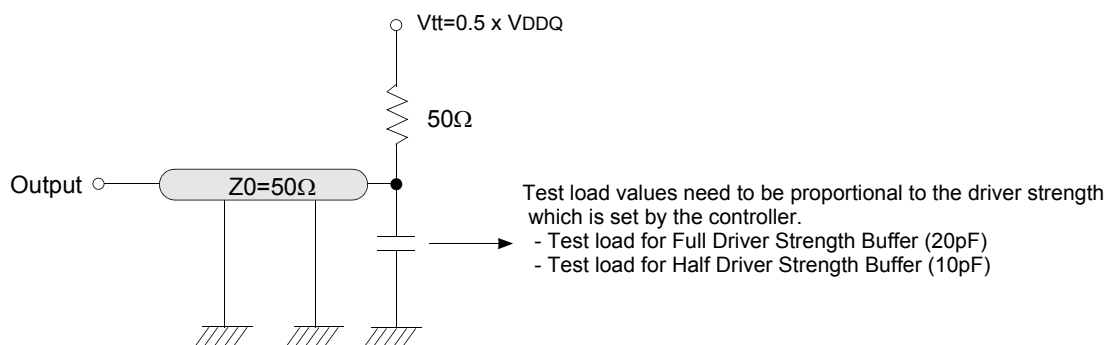 Vtt=0.5 x VDDQ
50Ω
Output
Z0=50Ω
Test load values need to be proportional to the driver strength
which is set by the controller.
- Test load for Full Driver Strength Buffer (20pF)
- Test load for Half Driver Strength Buffer (10pF)